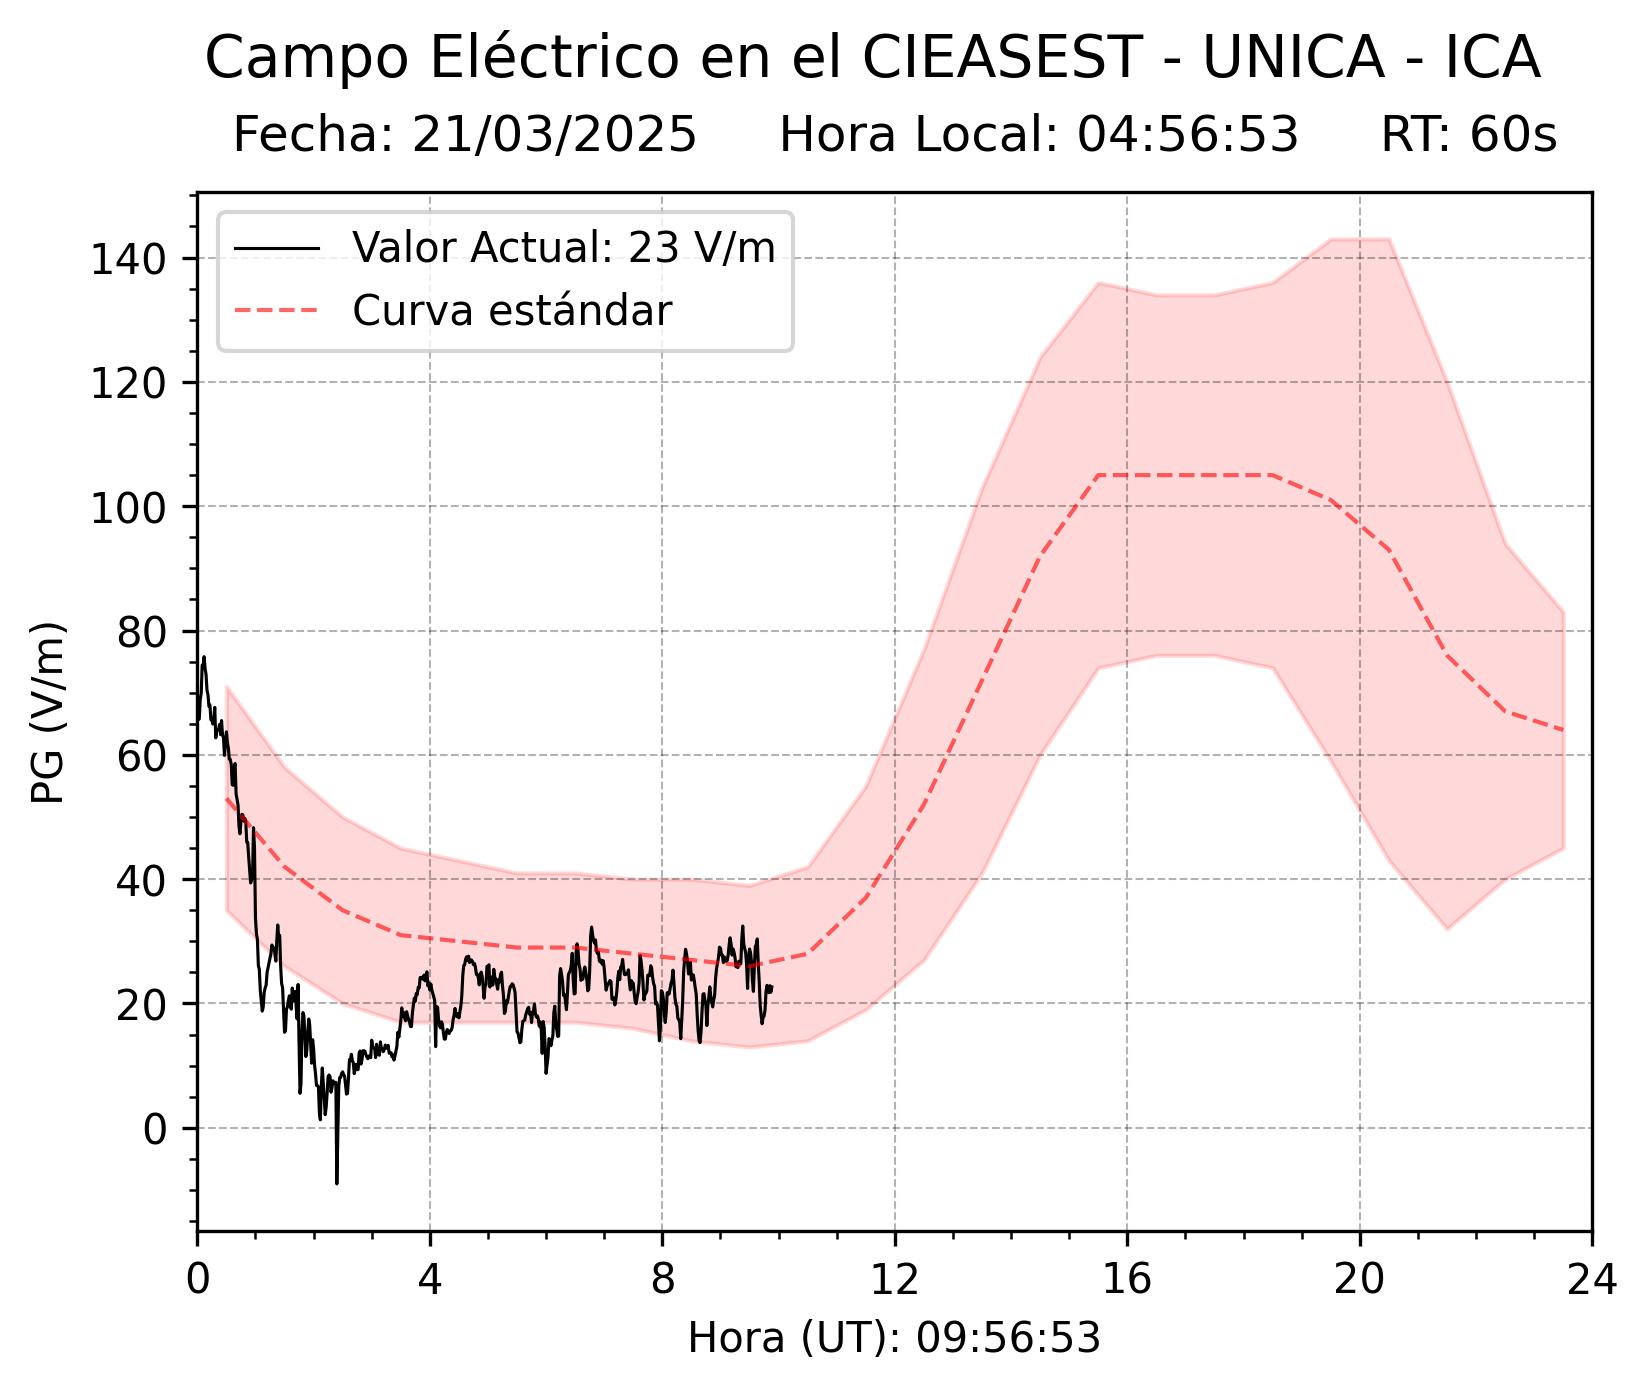 Campo Eléctrico en el CIEASEST - UNICA - ICA
Fecha: 21/03/2025 Hora Local: 04:56:53 RT: 60s
Valor Actual: 23 V/m
Curva estándar
140
120
100
80
60
40
20
0
PG (V/m)
0 4 8 12 16 20 24
Hora (UT): 09:56:53